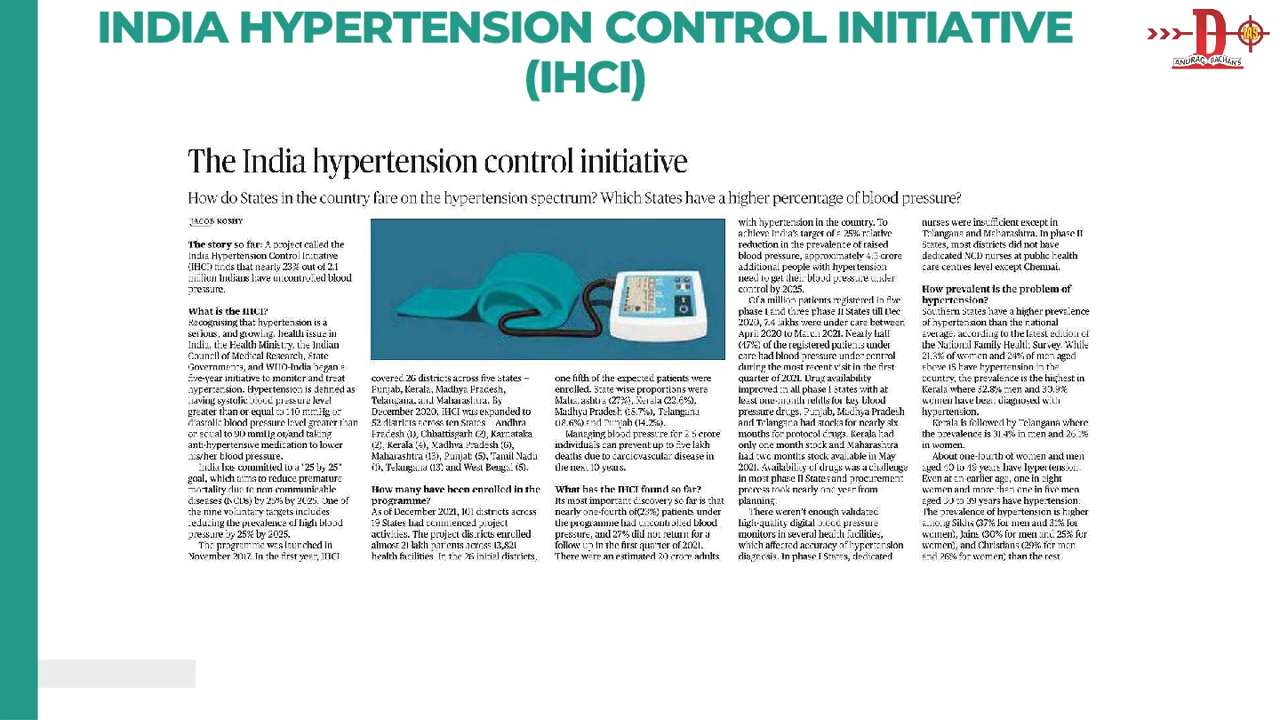 INDIA HYPERTENSION CONTROL INITIATIVE
(IHCI)
D
IAS
ANURAG BACHAN'S
The India hypertension control initiative
How do States in the country fare on the hypertension spectrum? Which States have a higher percentage of blood pressure?
JACOB KOSHY
The story so far: A project called the
India Hypertension Control Initiative
(IHCI) finds that nearly 23% out of 2.1
million Indians have uncontrolled blood
pressure.
What is the IHCI?
Recognising that hypertension is a
serious, and growing, health issue in
India, the Health Ministry, the Indian
Council of Medical Research, State
Governments, and WHO-India began a
five-year initiative to monitor and treat
hypertension. Hypertension is defined as
having systolic blood pressure level
greater than or equal to 140 mmHg or
diastolic blood pressure level greater than
or equal to 90 mmHg or/and taking
anti-hypertensive medication to lower
his/her blood pressure.
India has committed to a "25 by 25"
goal, which aims to reduce premature
mortality due to non-communicable
diseases (NCDs) by 25% by 2025. One of
the nine voluntary targets includes
reducing the prevalence of high blood
pressure by 25% by 2025.
The programme was launched in
November 2017. In the first year, IHCI
covered 26 districts across five States —
Punjab, Kerala, Madhya Pradesh,
Telangana, and Maharashtra. By
December 2020, IHCI was expanded to
52 districts across ten States — Andhra
Pradesh (1), Chhattisgarh (2), Karnataka
(2), Kerala (4), Madhya Pradesh (6),
Maharashtra (13), Punjab (5), Tamil Nadu
(1), Telangana (13) and West Bengal (5).
How many have been enrolled in the
programme?
As of December 2021, 101 districts across
19 States had commenced project
activities. The project districts enrolled
almost 21 lakh patients across 13,821
health facilities. In the 26 initial districts,
one fifth of the expected patients were
enrolled. State wise proportions were
Maharashtra (27%), Kerala (22.6%),
Madhya Pradesh (18.7%), Telangana
(18.6%) and Punjab (14.2%).
Managing blood pressure for 2.5 crore
individuals can prevent up to five lakh
deaths due to cardiovascular disease in
the next 10 years.
What has the IHCI found so far?
Its most important discovery so far is that
nearly one-fourth of(23%) patients under
the programme had uncontrolled blood
pressure, and 27% did not return for a
follow up in the first quarter of 2021.
There were an estimated 20 crore adults
with hypertension in the country. To
achieve India's target of a 25% relative
reduction in the prevalence of raised
blood pressure, approximately 4.5 crore
additional people with hypertension
need to get their blood pressure under
control by 2025.
Of a million patients registered in five
phase I and three phase II States till Dec
2020, 7.4 lakhs were under care between
April 2020 to March 2021. Nearly half
(47%) of the registered patients under
care had blood pressure under control
during the most recent visit in the first
quarter of 2021. Drug availability
improved in all phase I States with at
least one-month refills for key blood
pressure drugs. Punjab, Madhya Pradesh
and Telangana had stocks for nearly six
months for protocol drugs. Kerala had
only one month stock and Maharashtra
had two months stock available in May
2021. Availability of drugs was a challenge
in most phase II States and procurement
process took nearly one year from
planning.
There weren't enough validated
high-quality digital blood pressure
monitors in several health facilities,
which affected accuracy of hypertension
diagnosis. In phase I States, dedicated
nurses were insufficient except in
Telangana and Maharashtra. In phase II
States, most districts did not have
dedicated NCD nurses at public health
care centres level except Chennai.
How prevalent is the problem of
hypertension?
Southern States have a higher prevalence
of hypertension than the national
average, according to the latest edition of
the National Family Health Survey. While
21.3% of women and 24% of men aged
above 15 have hypertension in the
country, the prevalence is the highest in
Kerala where 32.8% men and 30.9%
women have been diagnosed with
hypertension.
Kerala is followed by Telangana where
the prevalence is 31.4% in men and 26.1%
in women.
About one-fourth of women and men
aged 40 to 49 years have hypertension.
Even at an earlier age, one in eight
women and more than one in five men
aged 30 to 39 years have hypertension.
The prevalence of hypertension is higher
among Sikhs (37% for men and 31% for
women), Jains (30% for men and 25% for
women), and Christians (29% for men
and 26% for women) than the rest.